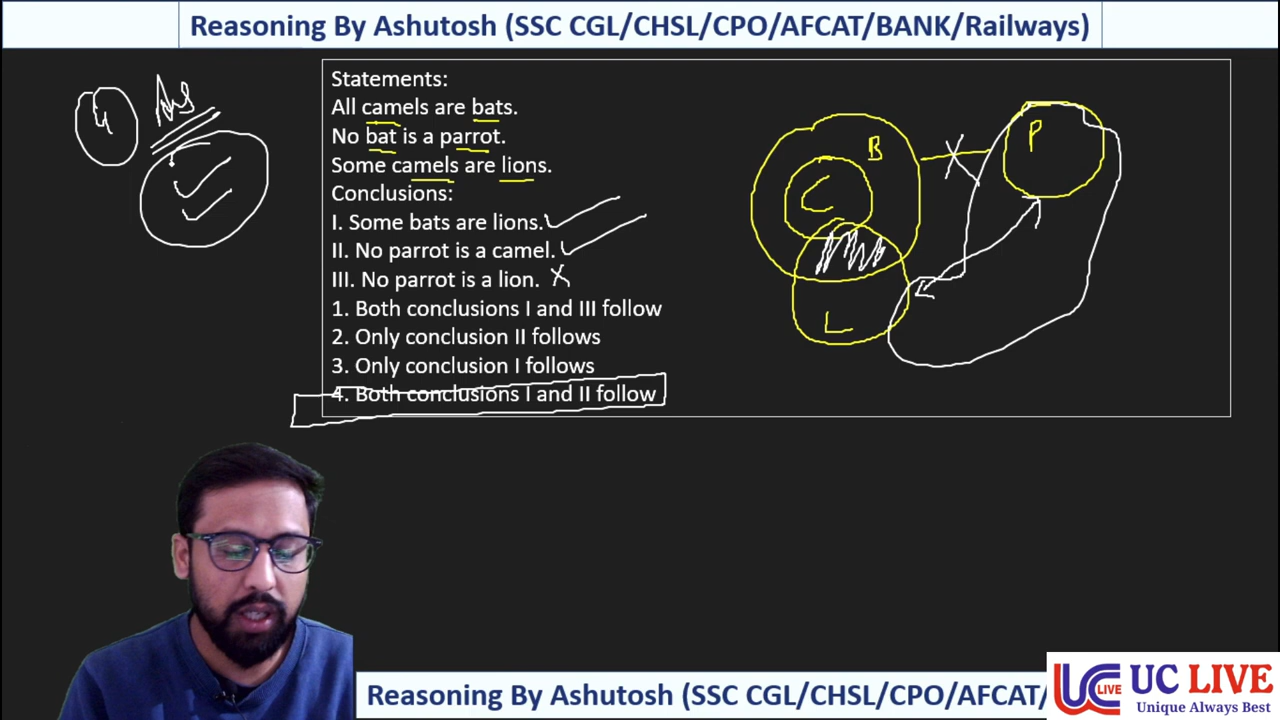 Reasoning By Ashutosh (SSC CGL/CHSL/CPO/AFCAT/BANK/Railways)
4
Ans
Statements:
All camels are bats.
No bat is a parrot.
Some camels are lions.
Conclusions:
I. Some bats are lions.
II. No parrot is a camel.
III. No parrot is a lion.
1. Both conclusions I and III follow
2. Only conclusion II follows
3. Only conclusion I follows
4. Both conclusions I and II follow
B
P
C
L
Reasoning By Ashutosh (SSC CGL/CHSL/CPO/AFCAT/
UC LIVE
LIVE
Unique Always Best